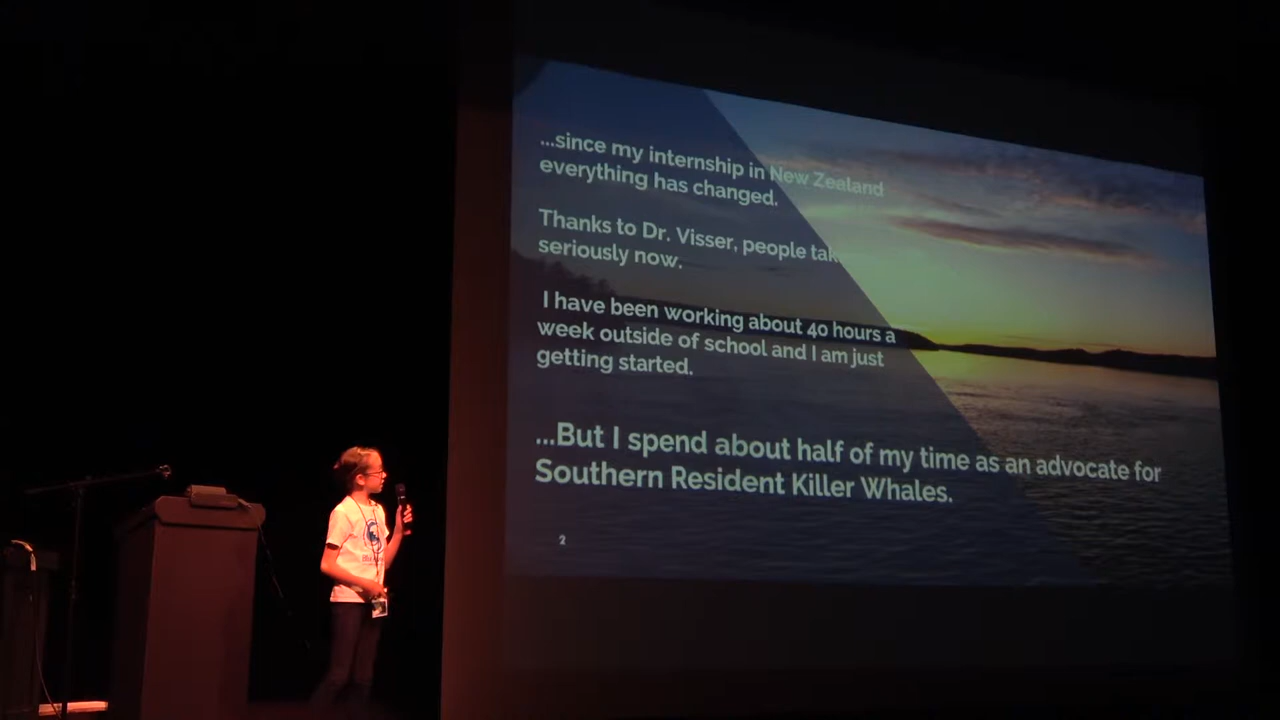 ...since my internship in New Zealand
everything has changed.
Thanks to Dr. Visser, people
seriously now.
I have been working about 40 hours a
week outside of school and I am just
getting started.
...But I spend about half of my time as an advocate for
Southern Resident Killer Whales.
2